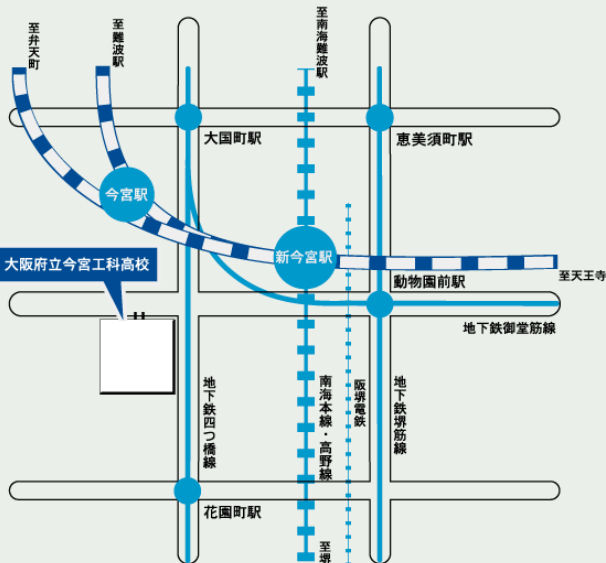 至弁天町
至難波駅
至南海難波駅
大国町駅
恵美須町駅
今宮駅
新今宮駅
大阪府立今宮工科高校
動物園前駅
至天王寺
地下鉄御堂筋線
地下鉄四つ橋線
南海本線・高野線
阪堺電鉄
地下鉄堺筋線
花園町駅
至堺